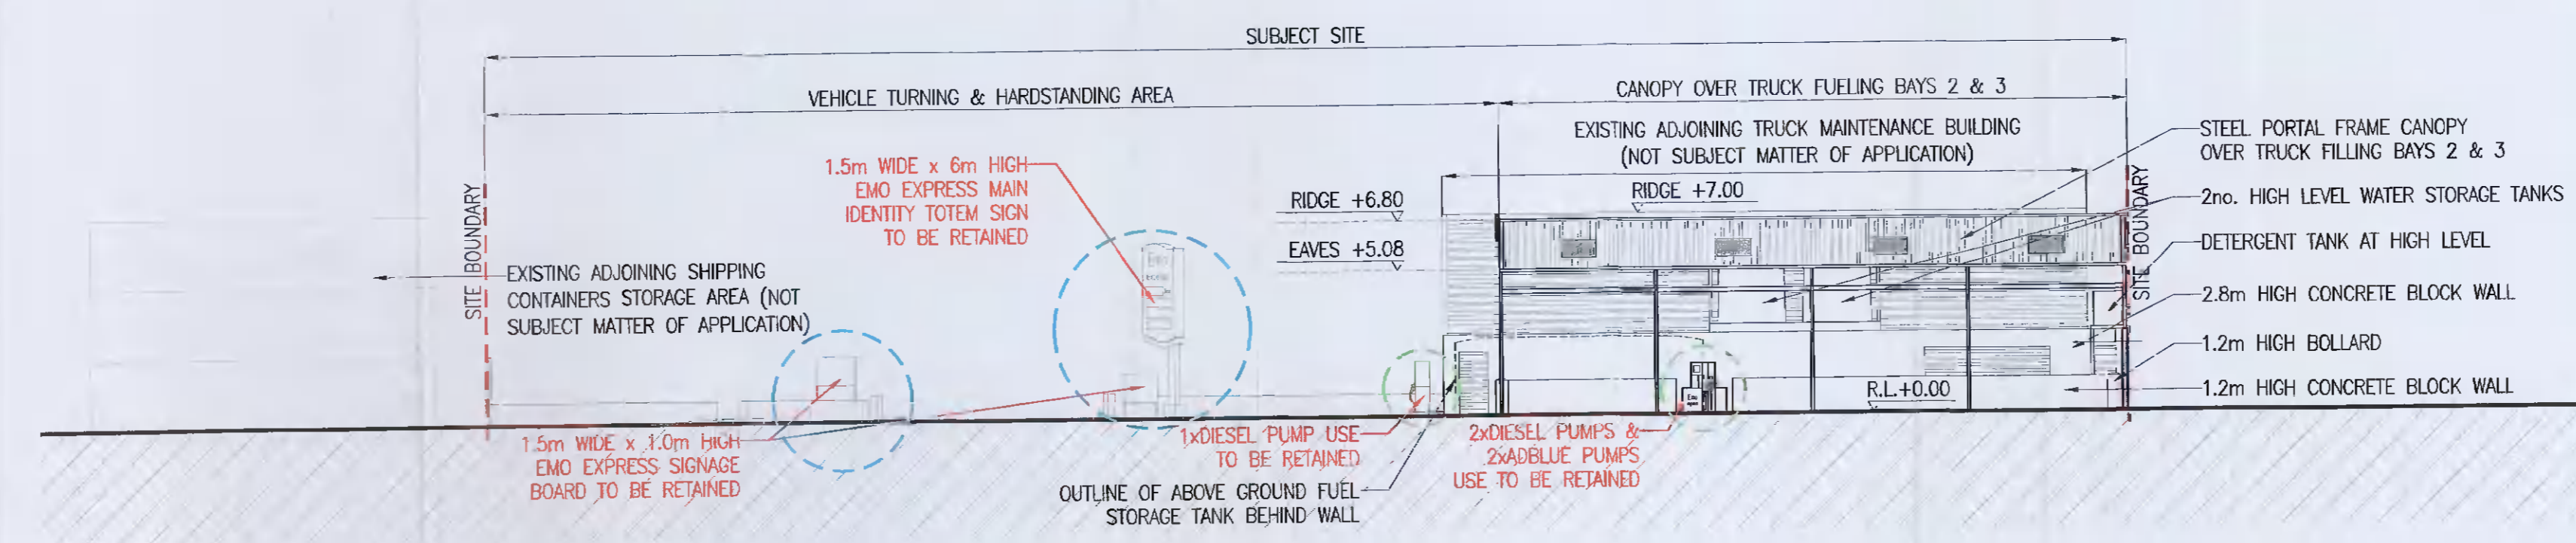 SUBJECT SITE
VEHICLE TURNING & HARDSTANDING AREA
CANOPY OVER TRUCK FUELING BAYS 2 & 3
EXISTING ADJOINING TRUCK MAINTENANCE BUILDING
(NOT SUBJECT MATTER OF APPLICATION)
STEEL PORTAL FRAME CANOPY
OVER TRUCK FILLING BAYS 2 & 3
1.5m WIDE x 6m HIGH
EMO EXPRESS MAIN
IDENTITY TOTEM SIGN
TO BE RETAINED
RIDGE +6.80
RIDGE +7.00
EAVES +5.08
2no. HIGH LEVEL WATER STORAGE TANKS
DETERGENT TANK AT HIGH LEVEL
2.8m HIGH CONCRETE BLOCK WALL
1.2m HIGH BOLLARD
1.2m HIGH CONCRETE BLOCK WALL
SITE BOUNDARY
SITE BOUNDARY
EXISTING ADJOINING SHIPPING
CONTAINERS STORAGE AREA (NOT
SUBJECT MATTER OF APPLICATION)
R.L.+0.00
1.5m WIDE x 1.0m HIGH
EMO EXPRESS SIGNAGE
BOARD TO BE RETAINED
1xDIESEL PUMP USE
TO BE RETAINED
2xDIESEL PUMPS &
2xADBLUE PUMPS
USE TO BE RETAINED
OUTLINE OF ABOVE GROUND FUEL
STORAGE TANK BEHIND WALL